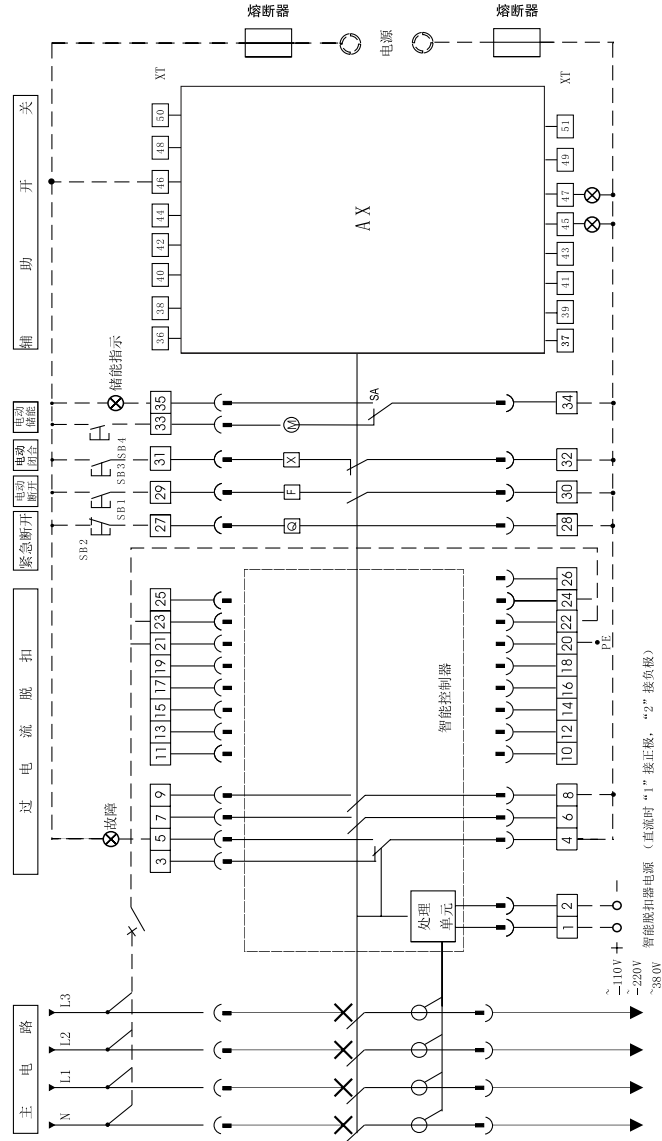 熔断器
电源
熔断器
XT
XT
50
48
46
44
42
40
38
36
AX
51
49
47
45
43
41
39
37
辅助开关
储能指示
电动储能
电动闭合
电动断开
紧急断开
SB4
SB3
SB1
SB2
35
33
31
29
27
M
X
F
Q
SA
34
32
30
28
过电流脱扣
25
23
21
19
17
15
13
11
9
7
5
3
故障
智能控制器
处理单元
26
24
22
20
18
16
14
12
10
8
6
4
2
1
PE
智能脱扣器电源 (直流时“1”接正极, “2”接负极)
+
−
~
−110V
~
−220V
~380V
主电路
L3
L2
L1
N